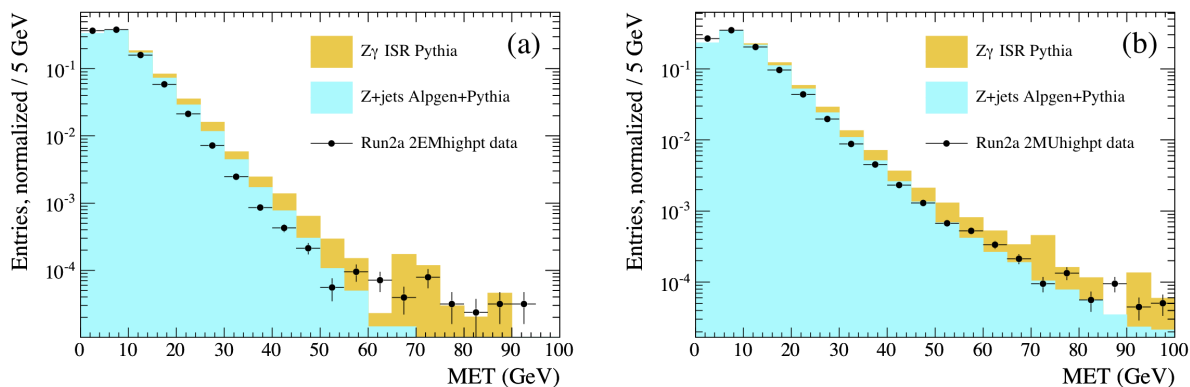 Entries, normalized / 5 GeV
10⁻¹
10⁻²
10⁻³
10⁻⁴
(a)
Zγ ISR Pythia
Z+jets Alpgen+Pythia
Run2a 2EMhighpt data
0 10 20 30 40 50 60 70 80 90 100
MET (GeV)
Entries, normalized / 5 GeV
10⁻¹
10⁻²
10⁻³
10⁻⁴
(b)
Zγ ISR Pythia
Z+jets Alpgen+Pythia
Run2a 2MUhighpt data
0 10 20 30 40 50 60 70 80 90 100
MET (GeV)